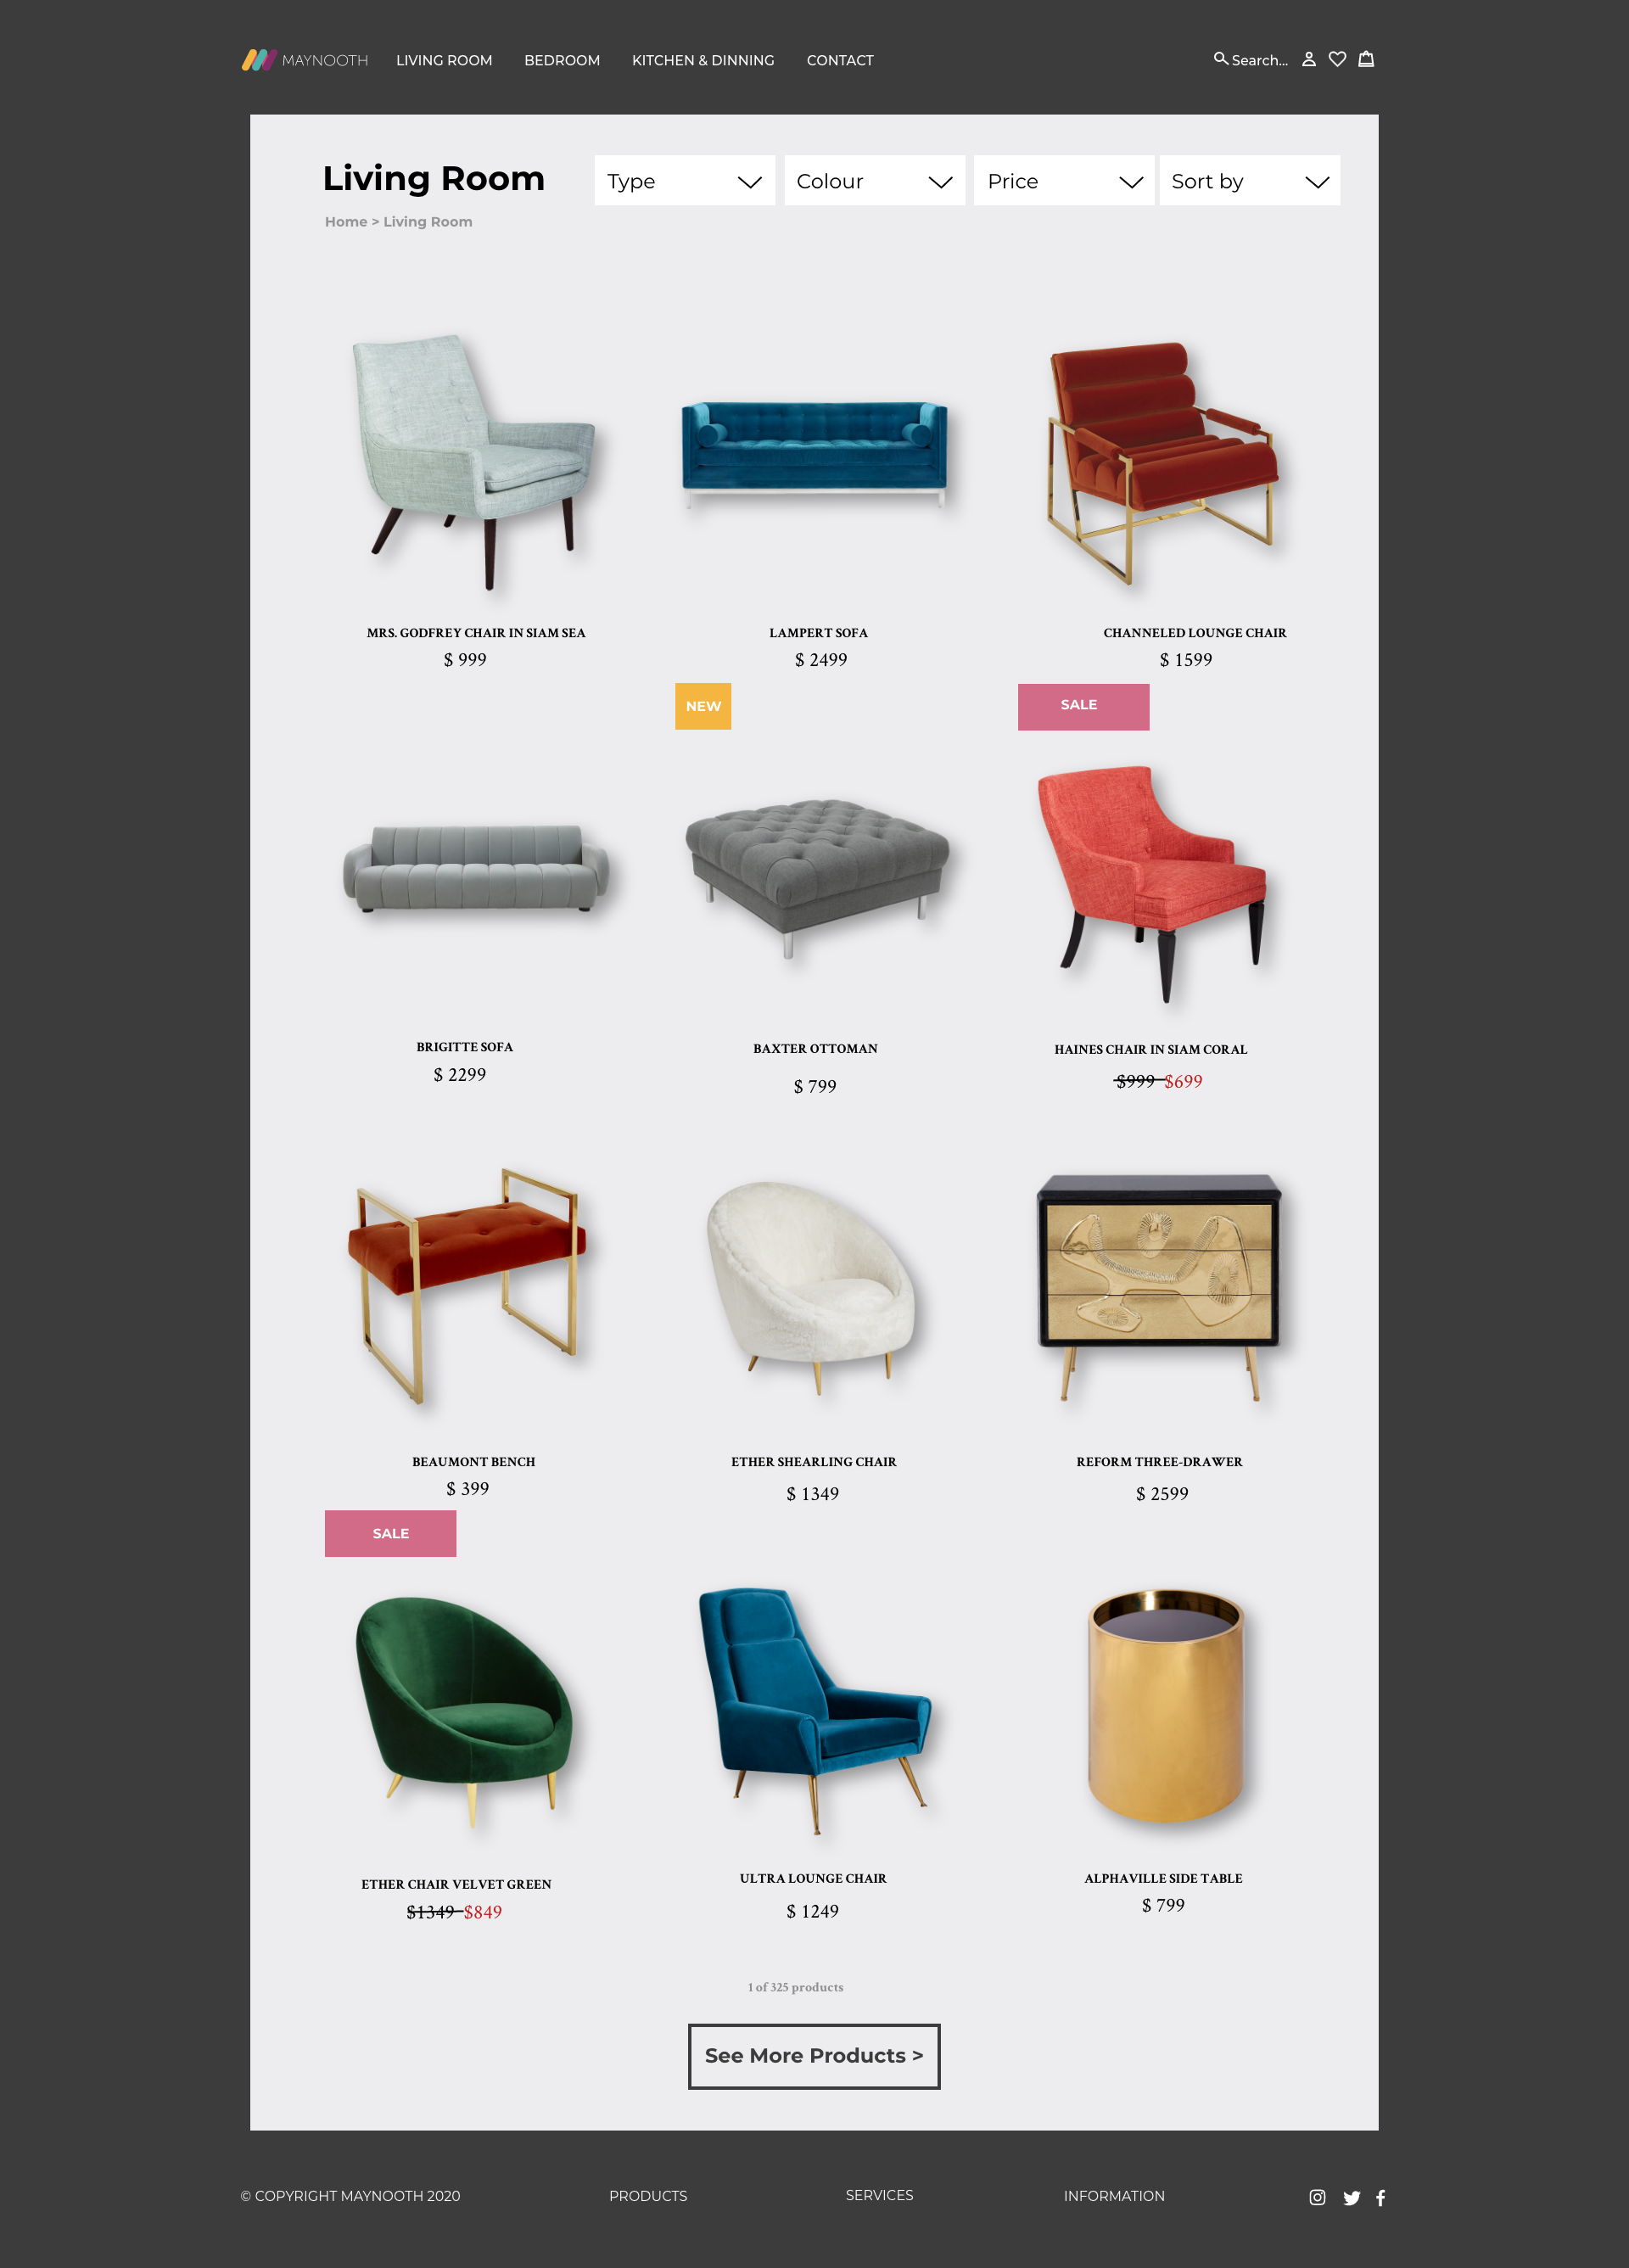 MAYNOOTH LIVING ROOM BEDROOM KITCHEN & DINNING CONTACT Search...
Living Room Type Colour Price Sort by
Home > Living Room
MRS. GODFREY CHAIR IN SIAM SEA LAMPERT SOFA CHANNELED LOUNGE CHAIR
$ 999 $ 2499 $ 1599
NEW SALE
BRIGITTE SOFA BAXTER OTTOMAN HAINES CHAIR IN SIAM CORAL
$ 2299 $ 799 $999 $699
BEAUMONT BENCH ETHER SHEARLING CHAIR REFORM THREE-DRAWER
$ 399 $ 1349 $ 2599
SALE
ETHER CHAIR VELVET GREEN ULTRA LOUNGE CHAIR ALPHAVILLE SIDE TABLE
$1349 $849 $ 1249 $ 799
1 of 325 products
See More Products >
© COPYRIGHT MAYNOOTH 2020 PRODUCTS SERVICES INFORMATION